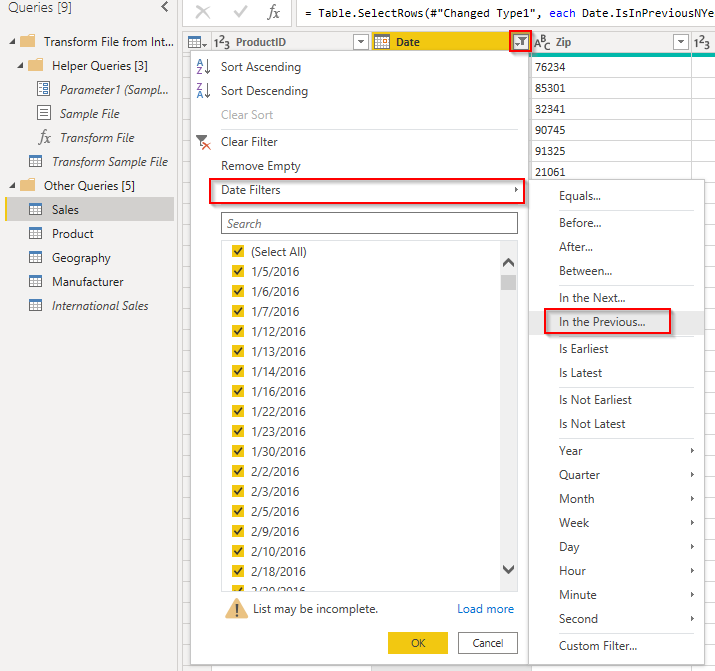 Queries [9]
fx
= Table.SelectRows(#"Changed Type1", each Date.IsInPreviousNYe
Transform File from Int...
Helper Queries [3]
Parameter1 (Sampl...
Sample File
fx Transform File
Transform Sample File
Other Queries [5]
Sales
Product
Geography
Manufacturer
International Sales
1²3 ProductID
Date
ABC Zip
1²3
76234
85301
32341
90745
91325
21061
Sort Ascending
Sort Descending
Clear Sort
Clear Filter
Remove Empty
Date Filters
Search
(Select All)
1/5/2016
1/6/2016
1/7/2016
1/12/2016
1/13/2016
1/14/2016
1/16/2016
1/22/2016
1/23/2016
1/30/2016
2/2/2016
2/3/2016
2/5/2016
2/9/2016
2/10/2016
2/18/2016
List may be incomplete.
Load more
OK
Cancel
Equals...
Before...
After...
Between...
In the Next...
In the Previous...
Is Earliest
Is Latest
Is Not Earliest
Is Not Latest
Year
Quarter
Month
Week
Day
Hour
Minute
Second
Custom Filter...